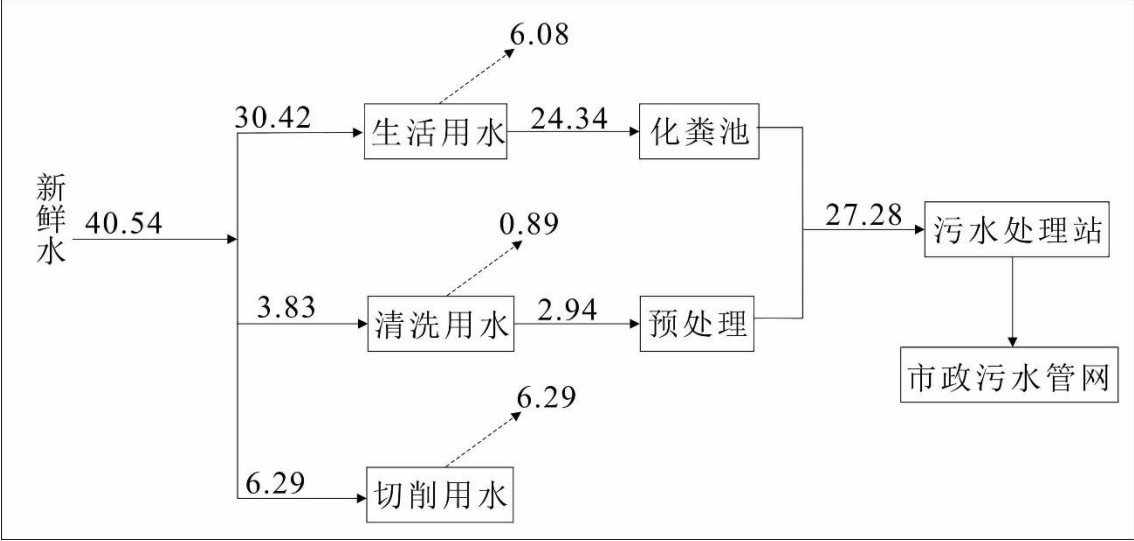 6.08
30.42
生活用水
24.34
化粪池
新鲜水
40.54
0.89
27.28
污水处理站
3.83
清洗用水
2.94
预处理
市政污水管网
6.29
6.29
切削用水